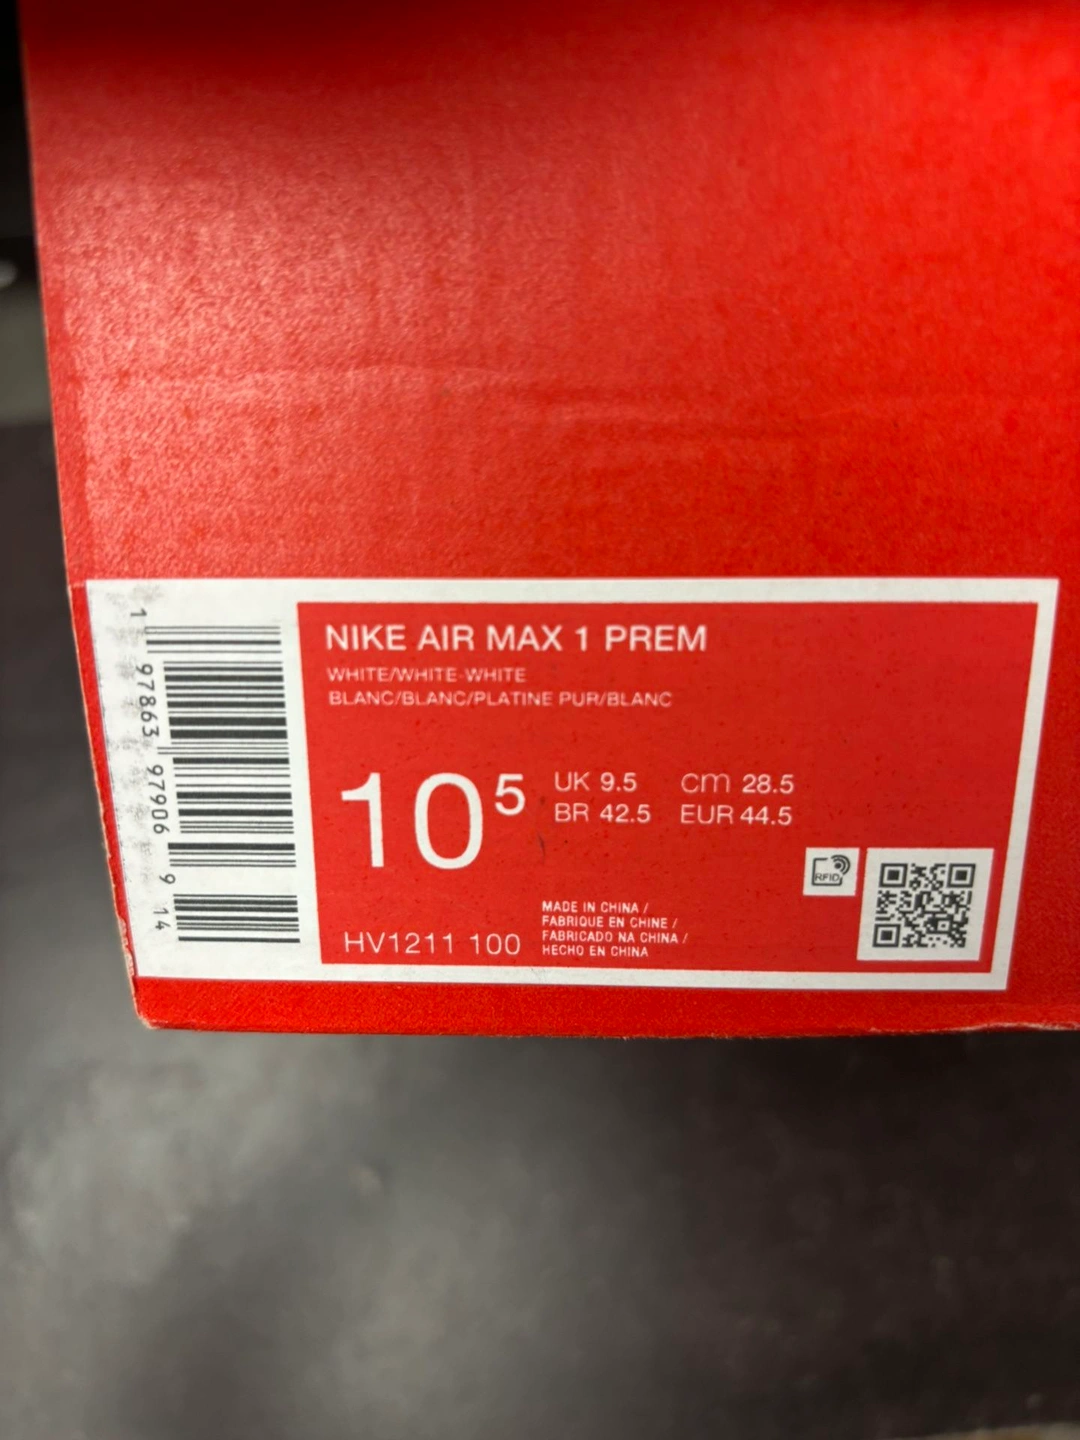 NIKE AIR MAX 1 PREM
WHITE/WHITE-WHITE
BLANC/BLANC/PLATINE PUR/BLANC
10 5
UK 9.5 cm 28.5
BR 42.5 EUR 44.5
RFID
MADE IN CHINA /
FABRIQUE EN CHINE /
FABRICADO NA CHINA /
HECHO EN CHINA
HV1211 100
1 97863 97906 9 14